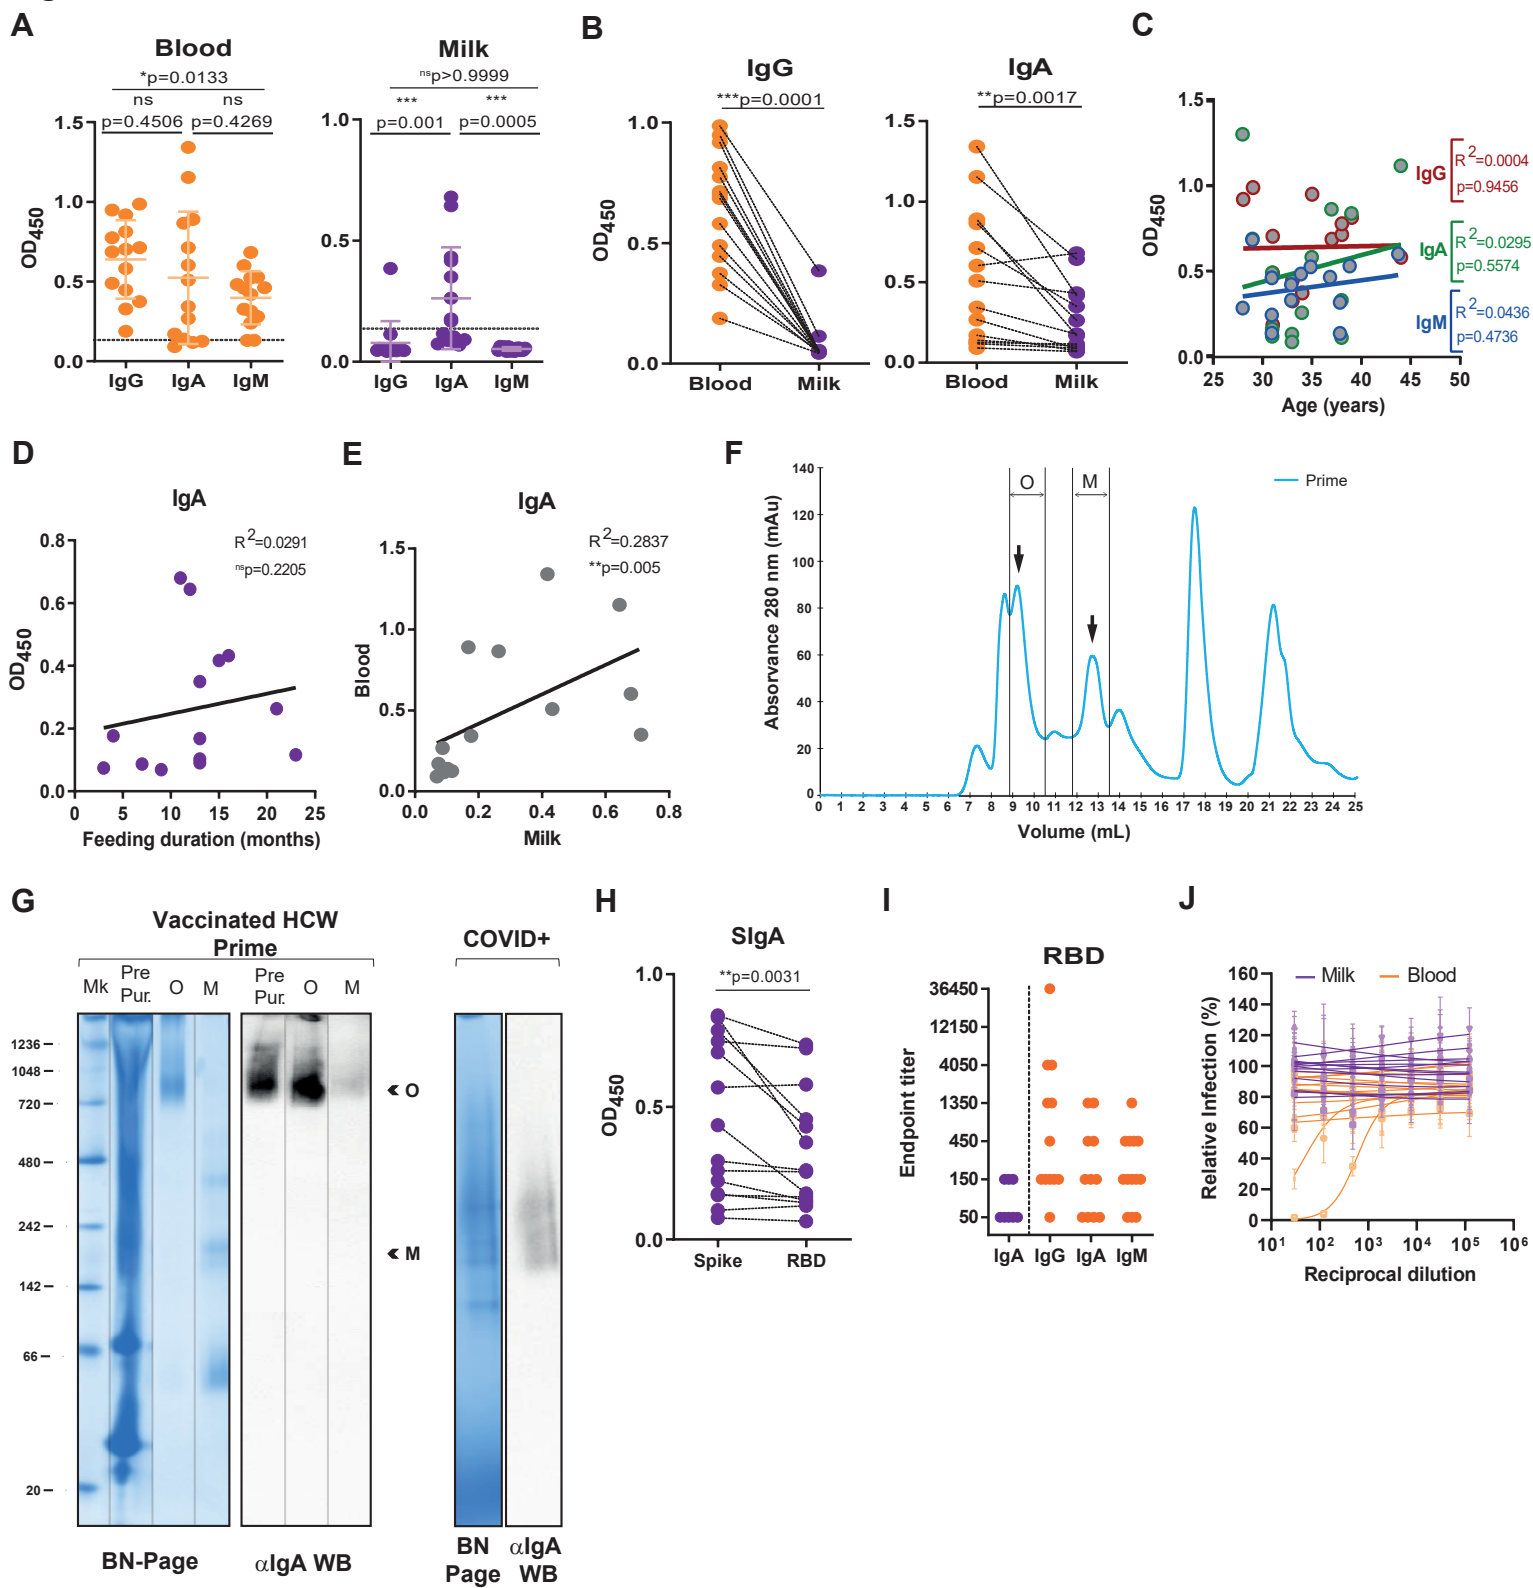 A
Blood
*p=0.0133
ns
ns
p=0.4506
p=0.4269
OD450
1.5
1.0
0.5
0.0
IgG
IgA
IgM
Milk
nsp>0.9999
***
***
p=0.001
p=0.0005
1.0
0.5
0.0
IgG
IgA
IgM
B
IgG
***p=0.0001
OD450
1.0
0.5
0.0
Blood
Milk
IgA
**p=0.0017
OD450
1.5
1.0
0.5
0.0
Blood
Milk
C
OD450
1.5
1.0
0.5
0.0
25
30
35
40
45
50
Age (years)
IgG
R2=0.0004
p=0.9456
IgA
R2=0.0295
p=0.5574
IgM
R2=0.0436
p=0.4736
D
IgA
R2=0.0291
nsp=0.2205
OD450
0.8
0.6
0.4
0.2
0.0
0
5
10
15
20
25
Feeding duration (months)
E
IgA
R2=0.2837
**p=0.005
Blood
1.5
1.0
0.5
0.0
0.0
0.2
0.4
0.6
0.8
Milk
F
Absorvance 280 nm (mAu)
140
120
100
80
60
40
20
0
O
M
Prime
0 1 2 3 4 5 6 7 8 9 10 11 12 13 14 15 16 17 18 19 20 21 22 23 24 25
Volume (mL)
G
Vaccinated HCW
Prime
Mk
Pre
Pur.
O
M
Pre
Pur.
O
M
1236
1048
720
480
242
142
66
20
O
M
BN-Page
αIgA WB
COVID+
BN
Page
αIgA
WB
H
SIgA
**p=0.0031
OD450
1.0
0.5
0.0
Spike
RBD
I
RBD
Endpoint titer
36450
12150
4050
1350
450
150
50
IgA
IgG
IgA
IgM
J
Milk
Blood
Relative Infection (%)
160
140
120
100
80
60
40
20
0
101
102
103
104
105
106
Reciprocal dilution